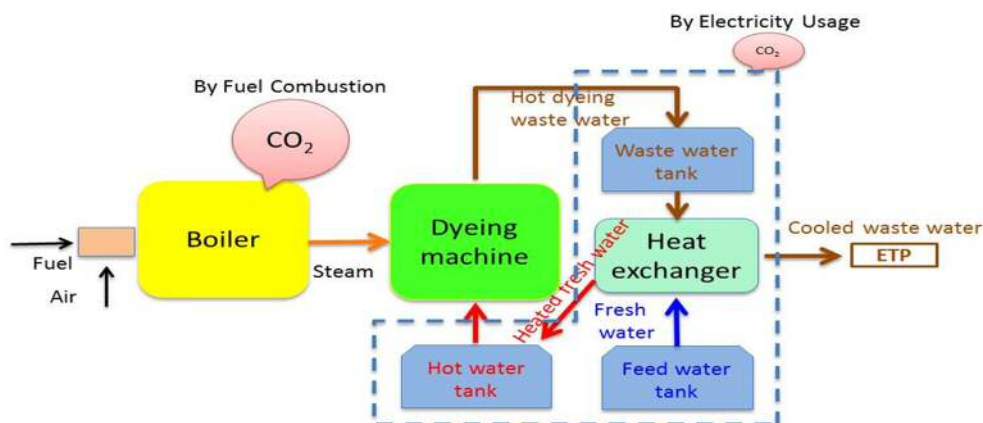 By Electricity Usage
CO₂
By Fuel Combustion
CO₂
Hot dyeing
waste water
Waste water
tank
Boiler
Dyeing
machine
Heat
exchanger
Cooled waste water
ETP
Fuel
Air
Steam
Heated fresh water
Fresh
water
Hot water
tank
Feed water
tank